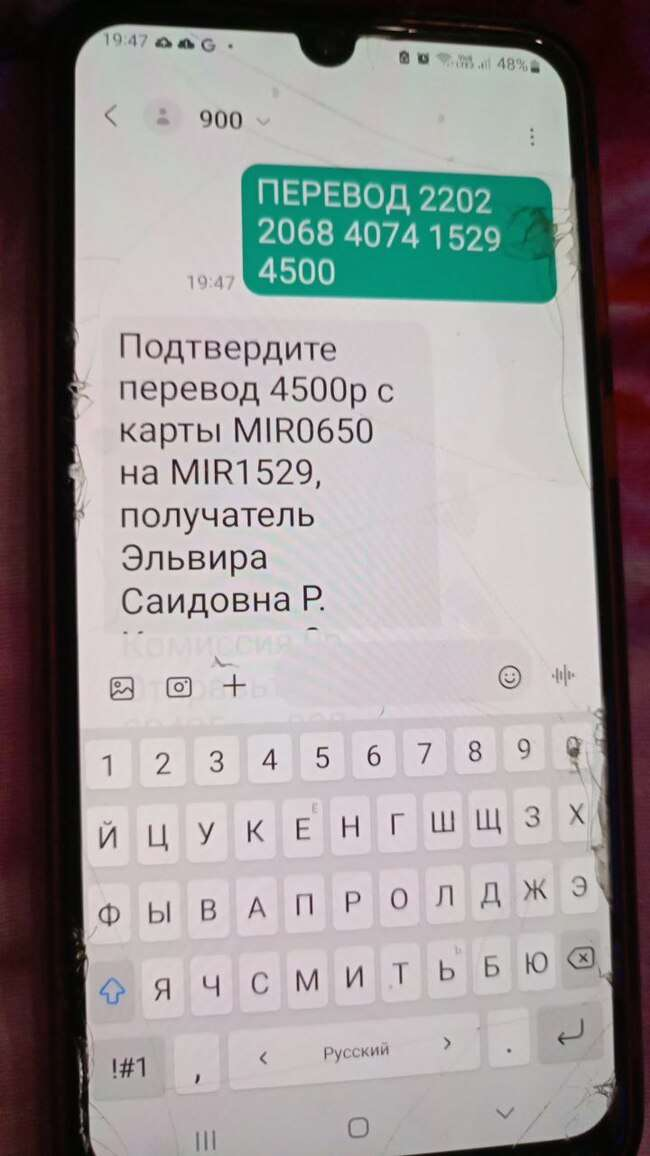 19:47 G
48%
900
ПЕРЕВОД 2202
2068 4074 1529
4500
19:47
Подтвердите
перевод 4500р с
карты MIR0650
на MIR1529,
получатель
Эльвира
Саидовна Р.
Комиссия
1 2 3 4 5 6 7 8 9
Й Ц У К Е Ё Н Г Ш Щ З Х
Ф Ы В А П Р О Л Д Ж Э
Я Ч С М И Т Ь Ъ Б Ю
!#1 , < Русский > .